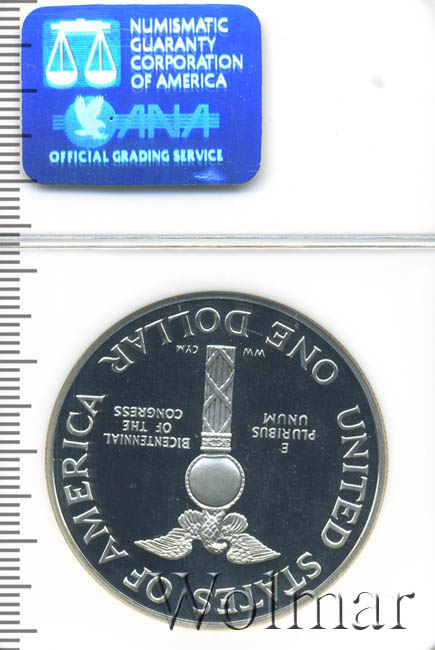 NUMISMATIC
GUARANTY
CORPORATION
OF AMERICA
ANA
OFFICIAL GRADING SERVICE
UNITED STATES OF AMERICA
E
PLURIBUS
UNUM
BICENTENNIAL
OF THE
CONGRESS
WW
CYM
ONE DOLLAR
Wolmar